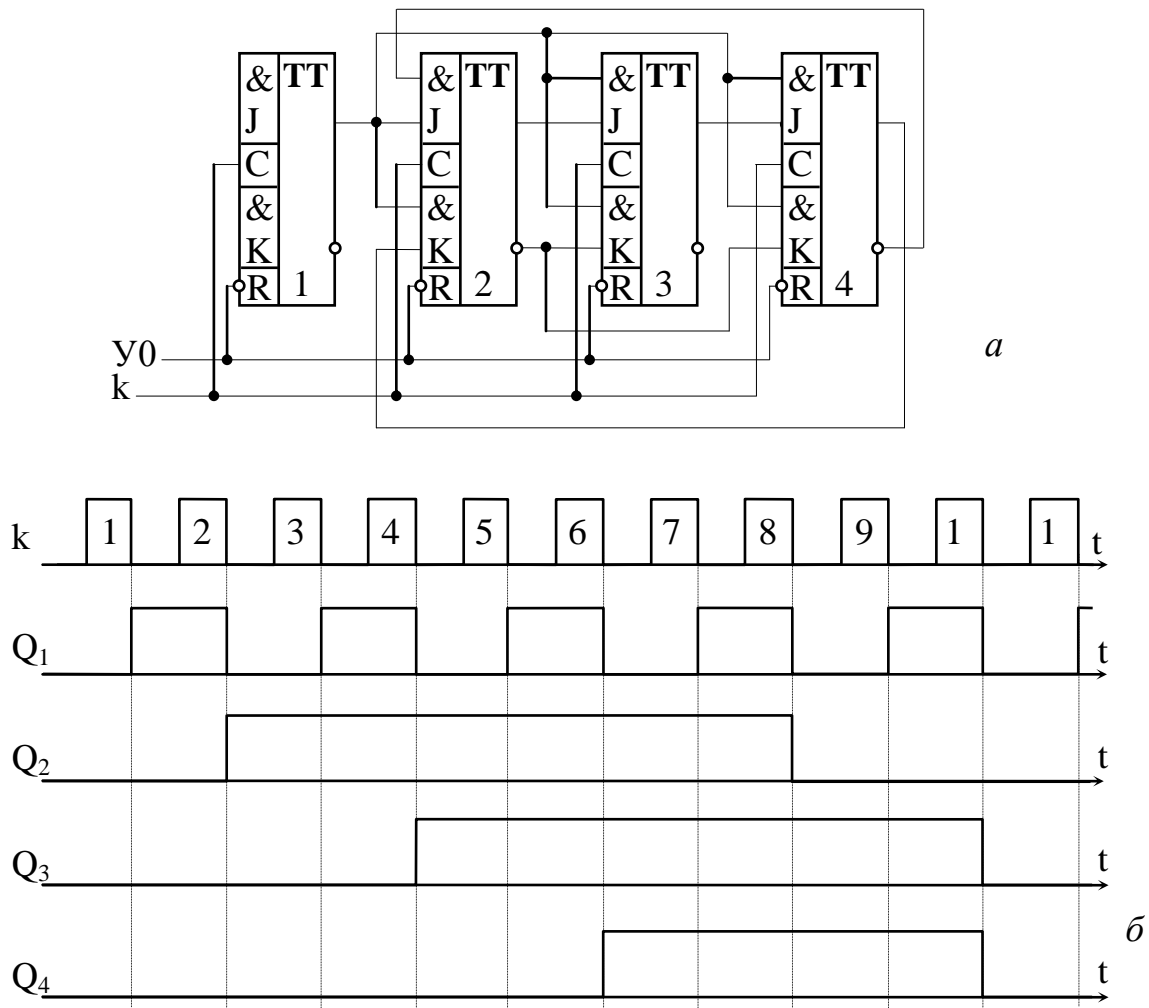 & TT & TT & TT & TT
J J J J
C C C C
& & & &
K K K K
R 1 R 2 R 3 R 4
У0
k
а
k 1 2 3 4 5 6 7 8 9 1 1 t
Q1 t
Q2 t
Q3 t
б
Q4 t